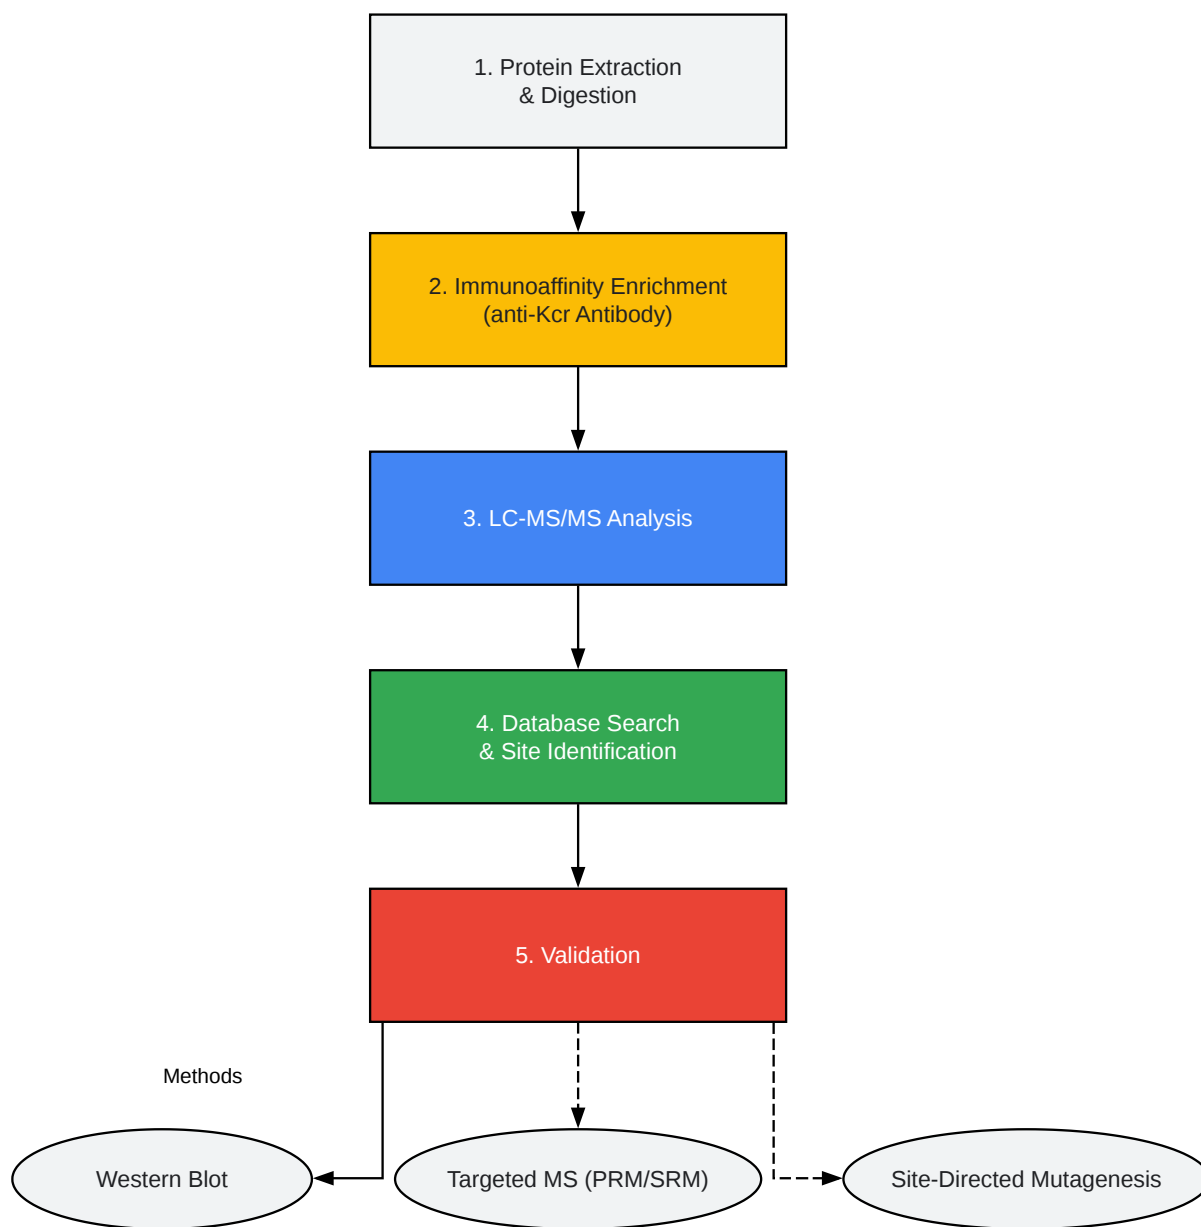 1. Protein Extraction
& Digestion
2. Immunoaffinity Enrichment
(anti-Kcr Antibody)
3. LC-MS/MS Analysis
4. Database Search
& Site Identification
5. Validation
Methods
Western Blot
Targeted MS (PRM/SRM)
Site-Directed Mutagenesis